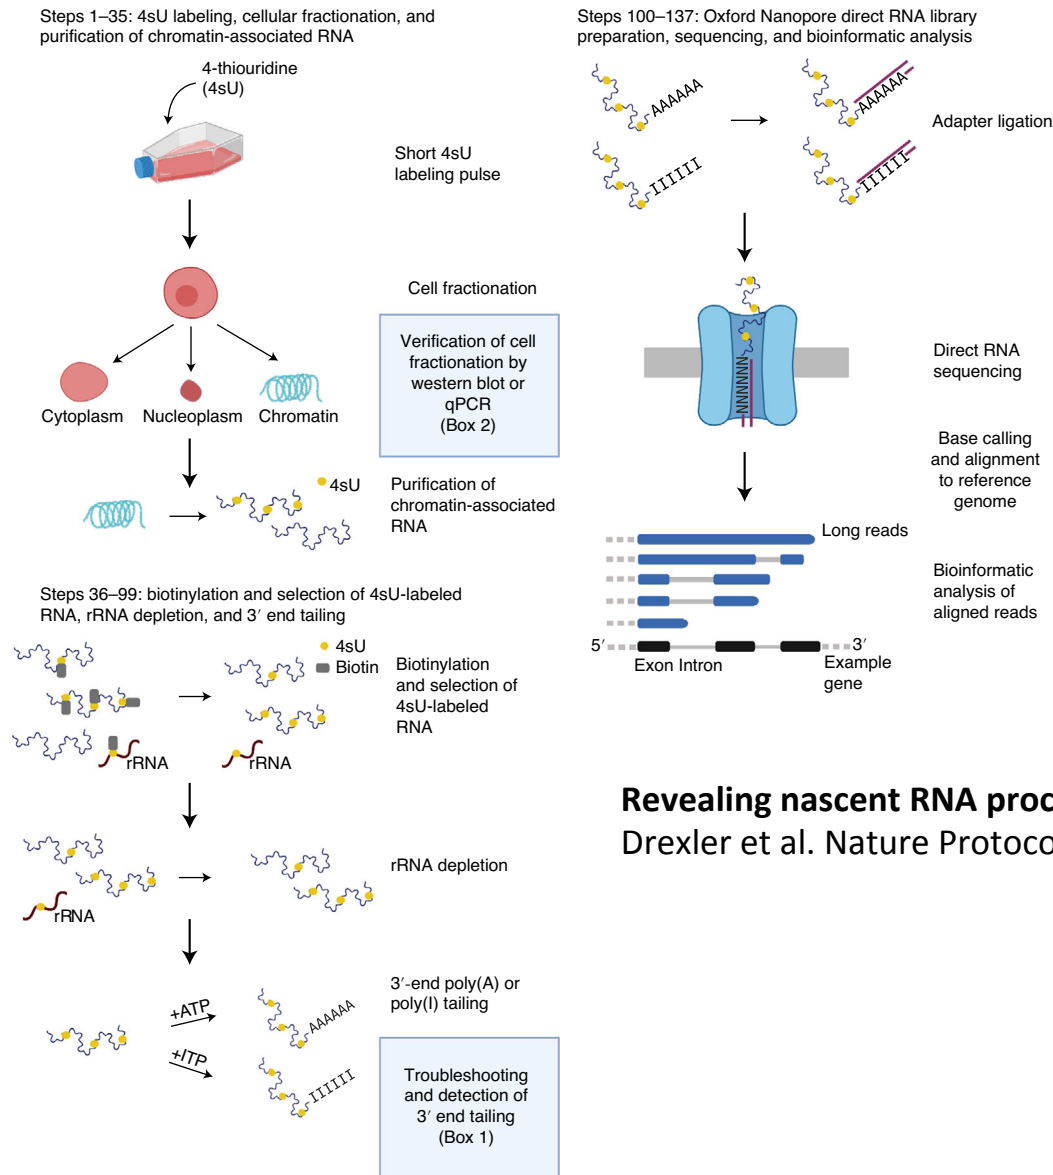 Steps 1–35: 4sU labeling, cellular fractionation, and
purification of chromatin-associated RNA
4-thiouridine
(4sU)
Short 4sU
labeling pulse
Cell fractionation
Verification of cell
fractionation by
western blot or
qPCR
(Box 2)
Cytoplasm
Nucleoplasm
Chromatin
4sU
Purification of
chromatin-associated
RNA
Steps 36–99: biotinylation and selection of 4sU-labeled
RNA, rRNA depletion, and 3′ end tailing
4sU
Biotin
Biotinylation
and selection of
4sU-labeled
RNA
rRNA
rRNA
rRNA depletion
rRNA
3′-end poly(A) or
poly(I) tailing
+ATP
AAAAAA
+ITP
IIIIII
Troubleshooting
and detection of
3′ end tailing
(Box 1)
Steps 100–137: Oxford Nanopore direct RNA library
preparation, sequencing, and bioinformatic analysis
AAAAAA
AAAAAA
Adapter ligation
IIIIII
IIIIII
NNNNNNN
Direct RNA
sequencing
Base calling
and alignment
to reference
genome
Long reads
Bioinformatic
analysis of
aligned reads
5′
3′
Exon Intron
Example
gene
Revealing nascent RNA proc
Drexler et al. Nature Protoco